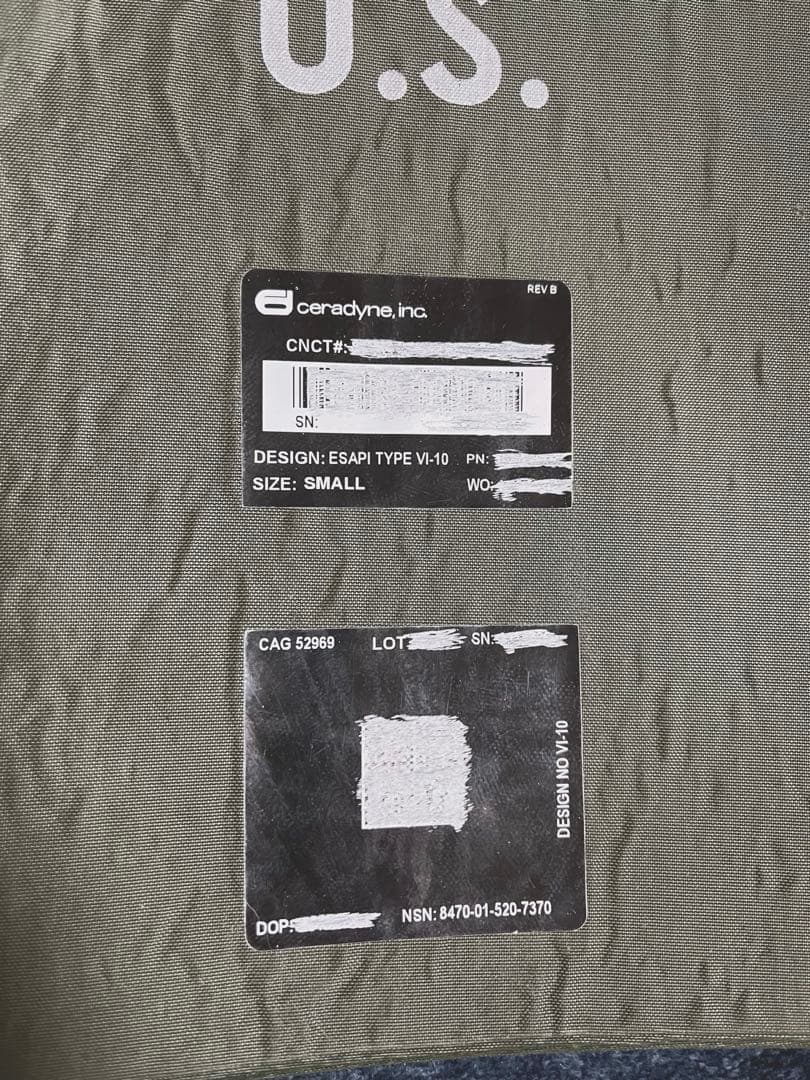 U.S.
REV B
ceradyne, inc.
CNCT#:
SN:
DESIGN: ESAPI TYPE VI-10 PN:
SIZE: SMALL WO:
CAG 52969 LOT SN:
DESIGN NO VI-10
DOP: NSN: 8470-01-520-7370